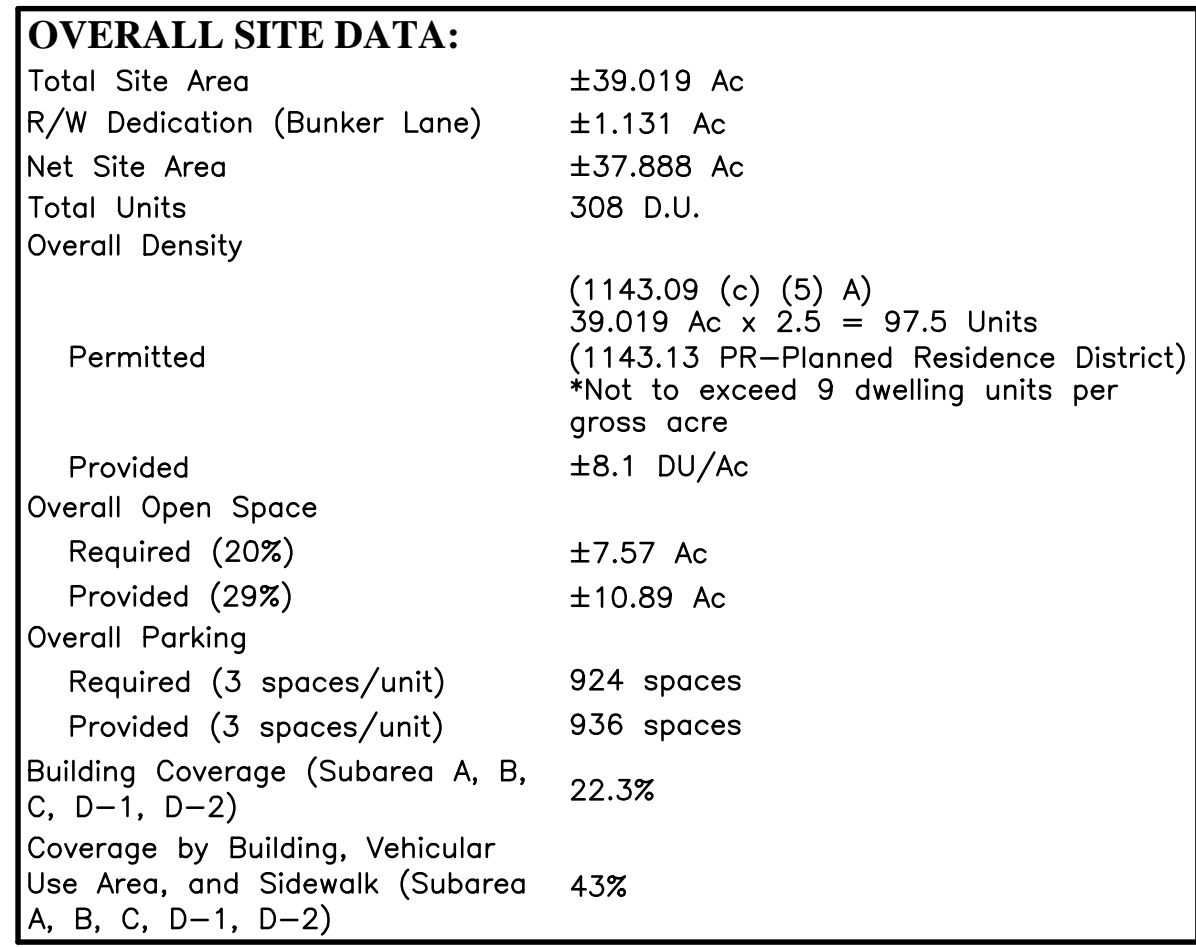 OVERALL SITE DATA:
Total Site Area ±39.019 Ac
R/W Dedication (Bunker Lane) ±1.131 Ac
Net Site Area ±37.888 Ac
Total Units 308 D.U.
Overall Density
(1143.09 (c) (5) A)
39.019 Ac x 2.5 = 97.5 Units
Permitted (1143.13 PR–Planned Residence District)
*Not to exceed 9 dwelling units per
gross acre
Provided ±8.1 DU/Ac
Overall Open Space
Required (20%) ±7.57 Ac
Provided (29%) ±10.89 Ac
Overall Parking
Required (3 spaces/unit) 924 spaces
Provided (3 spaces/unit) 936 spaces
Building Coverage (Subarea A, B,
C, D–1, D–2) 22.3%
Coverage by Building, Vehicular
Use Area, and Sidewalk (Subarea 43%
A, B, C, D–1, D–2)